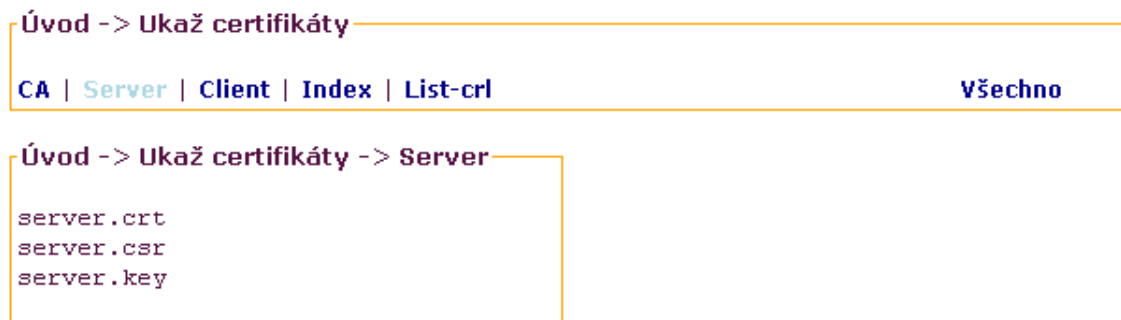 Úvod -> Ukaž certifikáty
CA | Server | Client | Index | List-crl Všechno
Úvod -> Ukaž certifikáty -> Server
server.crt
server.csr
server.key